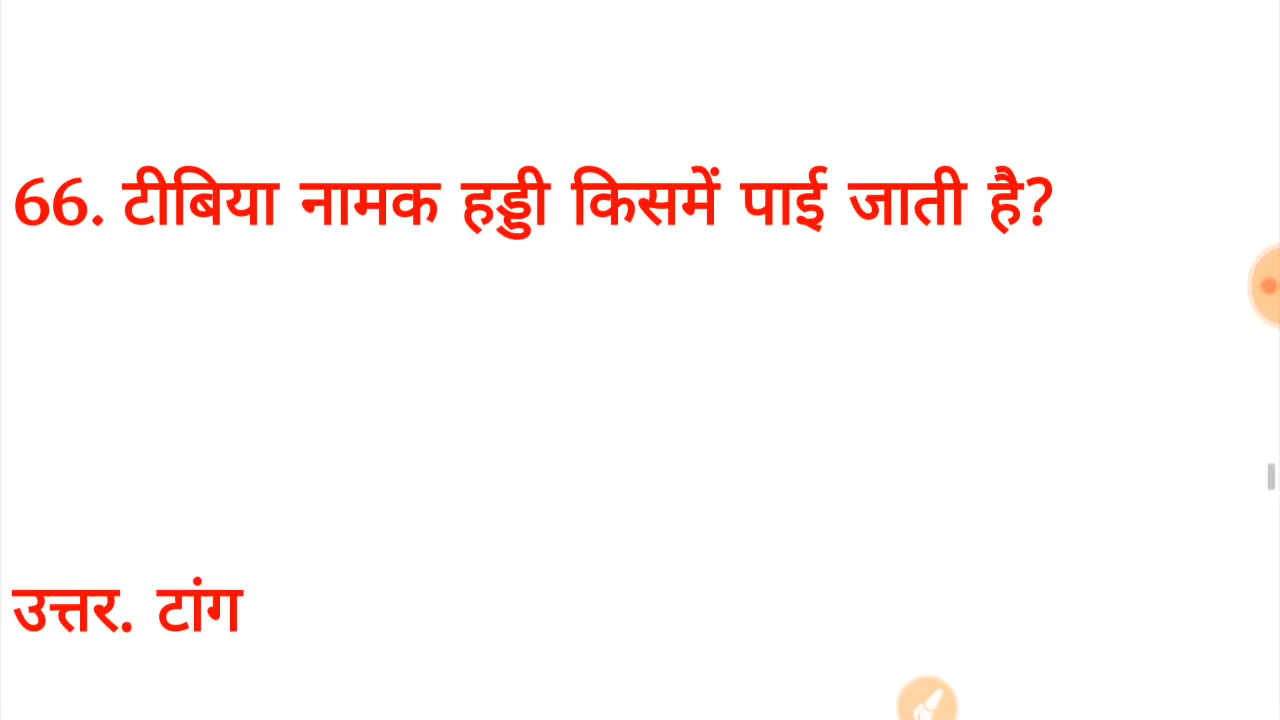 66. टीबिया नामक हड्डी किसमें पाई जाती है?
उत्तर. टांग